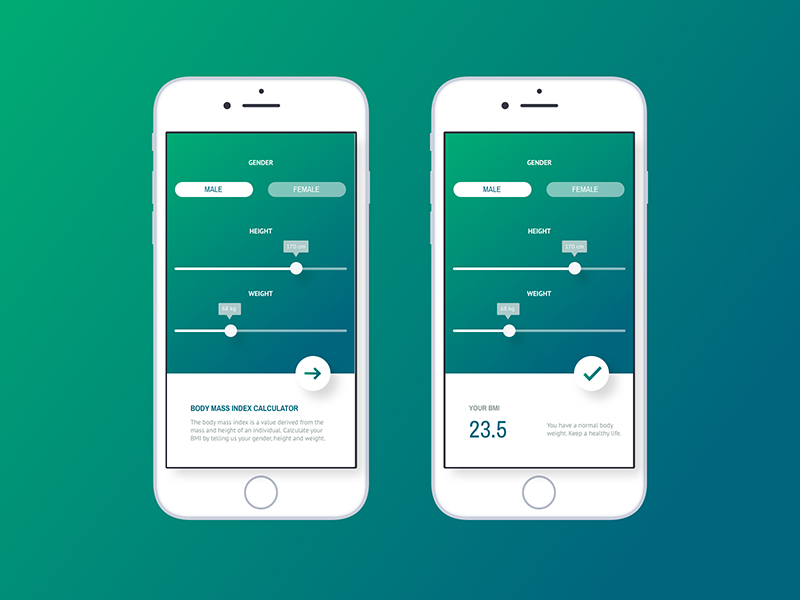 GENDER
MALE
FEMALE
HEIGHT
170 cm
WEIGHT
68 kg
BODY MASS INDEX CALCULATOR
The body mass index is a value derived from the
mass and height of an individual. Calculate your
BMI by telling us your gender, height and weight.
GENDER
MALE
FEMALE
HEIGHT
170 cm
WEIGHT
68 kg
YOUR BMI
23.5
You have a normal body
weight. Keep a healthy life.